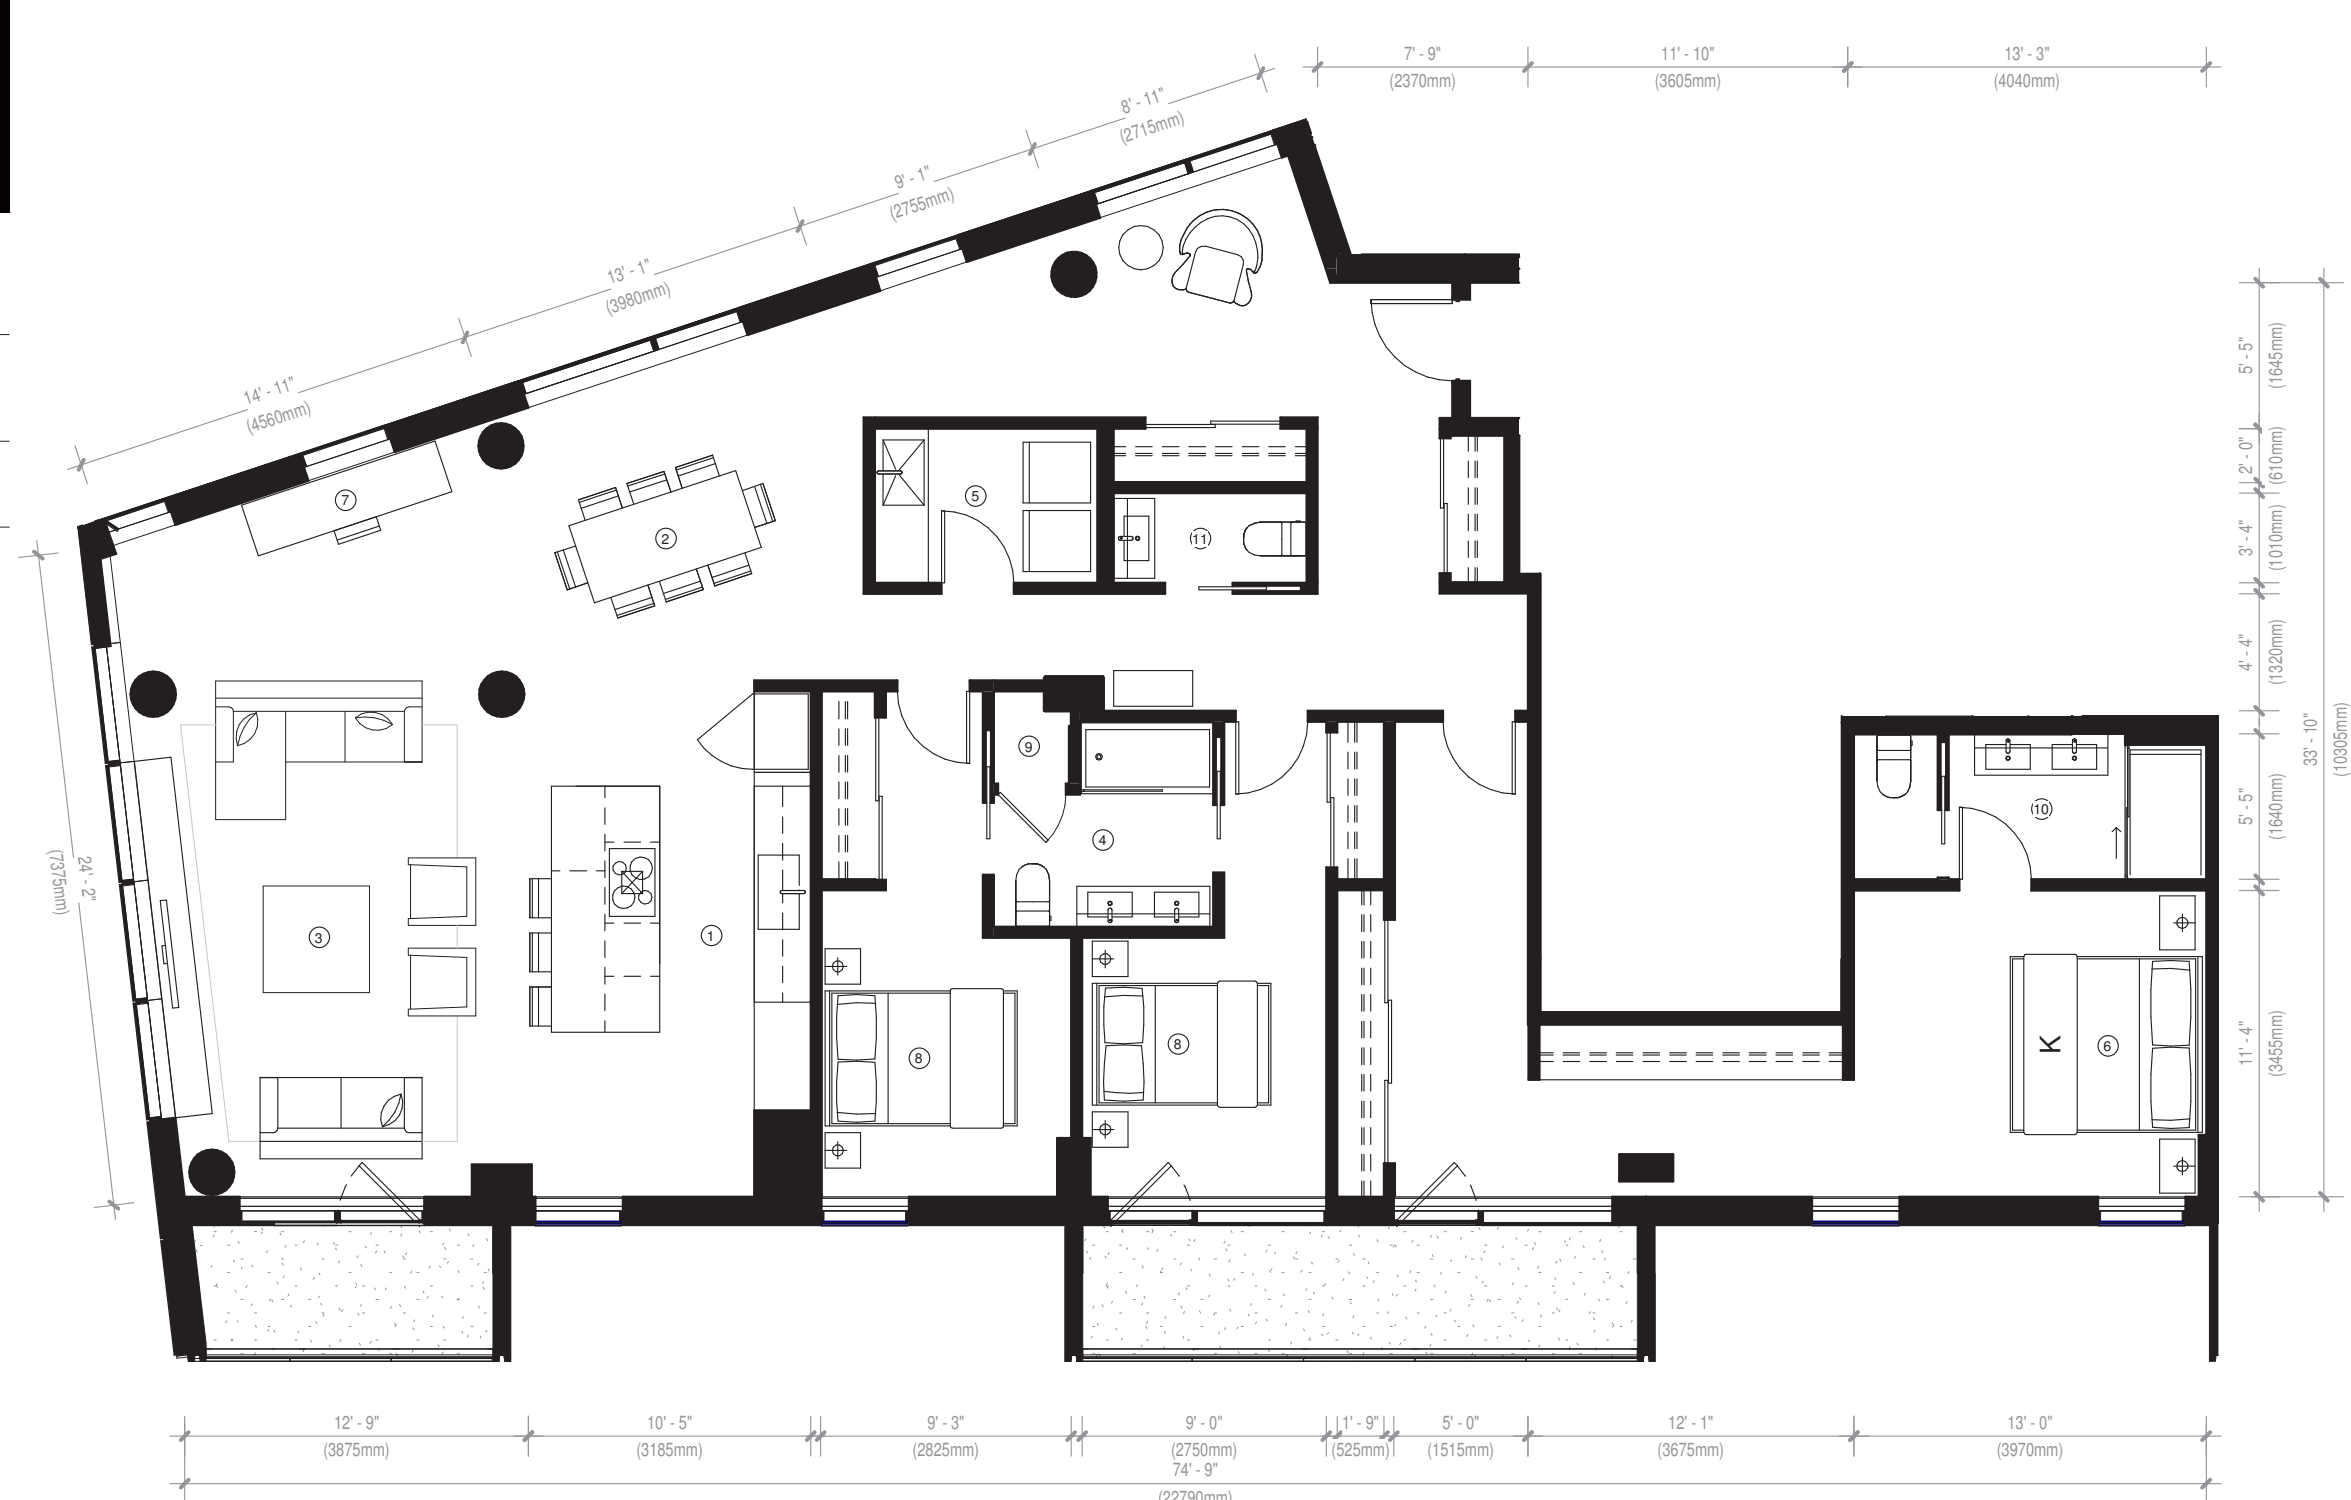 7' - 9"
(2370mm)
11' - 10"
(3605mm)
13' - 3"
(4040mm)
8' - 11"
(2715mm)
9' - 1"
(2755mm)
13' - 1"
(3980mm)
14' - 11"
(4560mm)
24' - 2"
(7375mm)
5' - 5"
(1645mm)
2' - 0"
(610mm)
3' - 4"
(1010mm)
4' - 4"
(1320mm)
5' - 5"
(1640mm)
11' - 4"
(3455mm)
33' - 10"
(10305mm)
7
2
5
11
9
4
10
3
1
8
8
K
6
12' - 9"
(3875mm)
10' - 5"
(3185mm)
9' - 3"
(2825mm)
9' - 0"
(2750mm)
1' - 9"
(525mm)
5' - 0"
(1515mm)
12' - 1"
(3675mm)
13' - 0"
(3970mm)
74' - 9"
(22790mm)